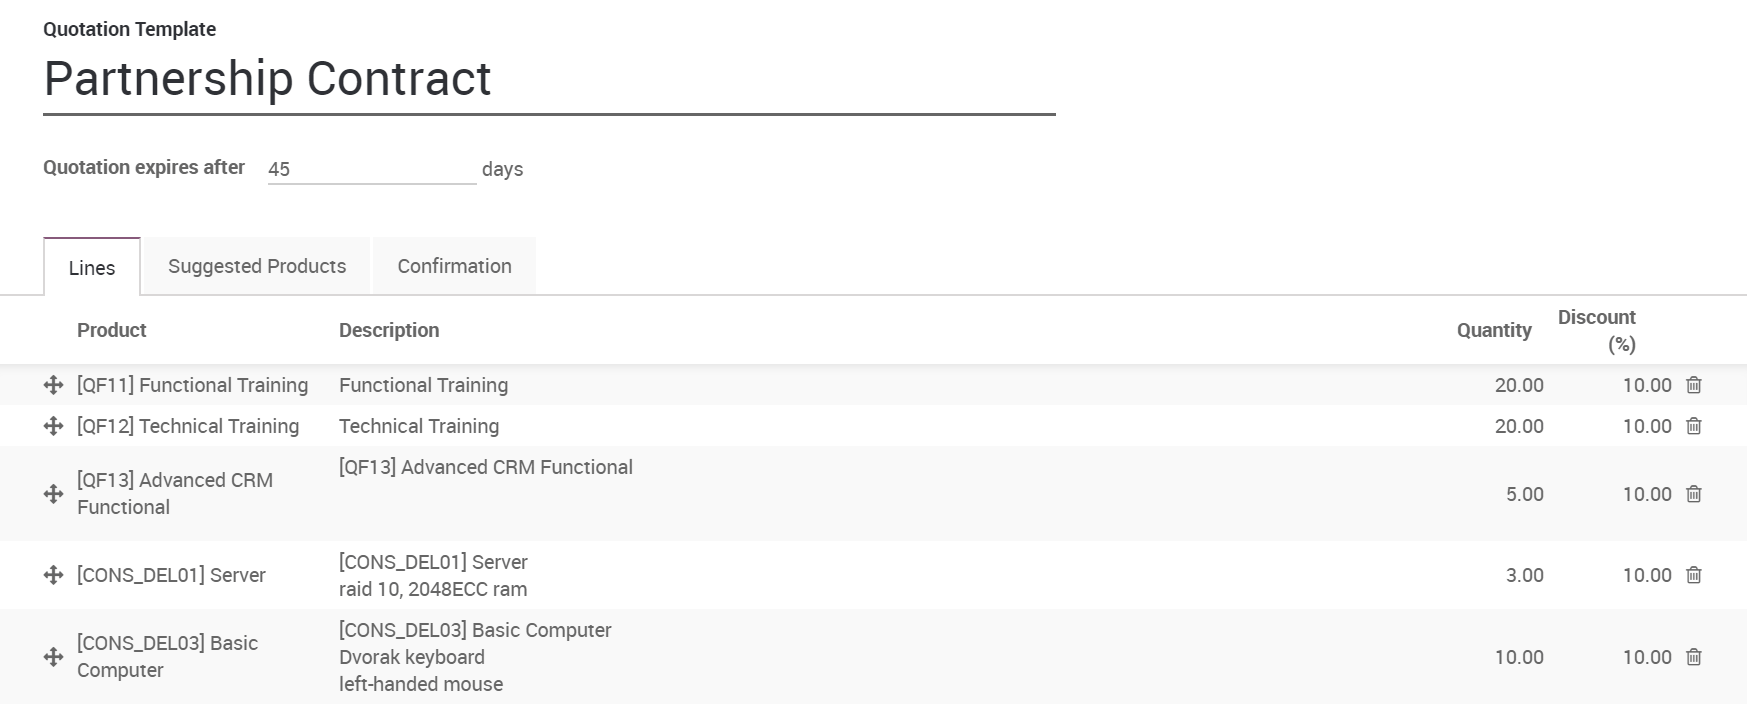 Quotation Template
Partnership Contract
Quotation expires after 45 days
Lines Suggested Products Confirmation
Product Description Quantity Discount (%)
[QF11] Functional Training Functional Training 20.00 10.00
[QF12] Technical Training Technical Training 20.00 10.00
[QF13] Advanced CRM Functional [QF13] Advanced CRM Functional 5.00 10.00
[CONS_DEL01] Server [CONS_DEL01] Server
raid 10, 2048ECC ram 3.00 10.00
[CONS_DEL03] Basic Computer [CONS_DEL03] Basic Computer
Dvorak keyboard
left-handed mouse 10.00 10.00